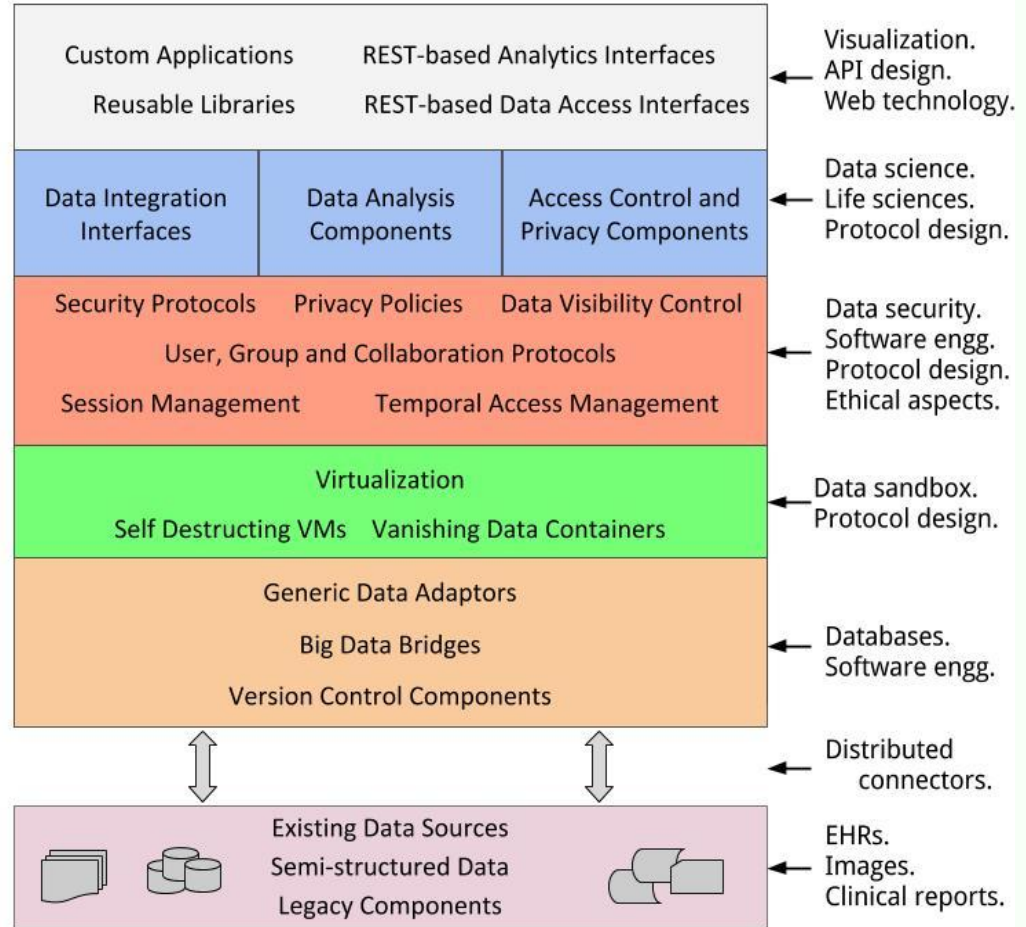 Custom Applications REST-based Analytics Interfaces
Reusable Libraries REST-based Data Access Interfaces
Visualization.
API design.
Web technology.
Data Integration
Interfaces
Data Analysis
Components
Access Control and
Privacy Components
Data science.
Life sciences.
Protocol design.
Security Protocols Privacy Policies Data Visibility Control
User, Group and Collaboration Protocols
Session Management Temporal Access Management
Data security.
Software engg.
Protocol design.
Ethical aspects.
Virtualization
Self Destructing VMs Vanishing Data Containers
Data sandbox.
Protocol design.
Generic Data Adaptors
Big Data Bridges
Version Control Components
Databases.
Software engg.
Distributed
connectors.
Existing Data Sources
Semi-structured Data
Legacy Components
EHRs.
Images.
Clinical reports.